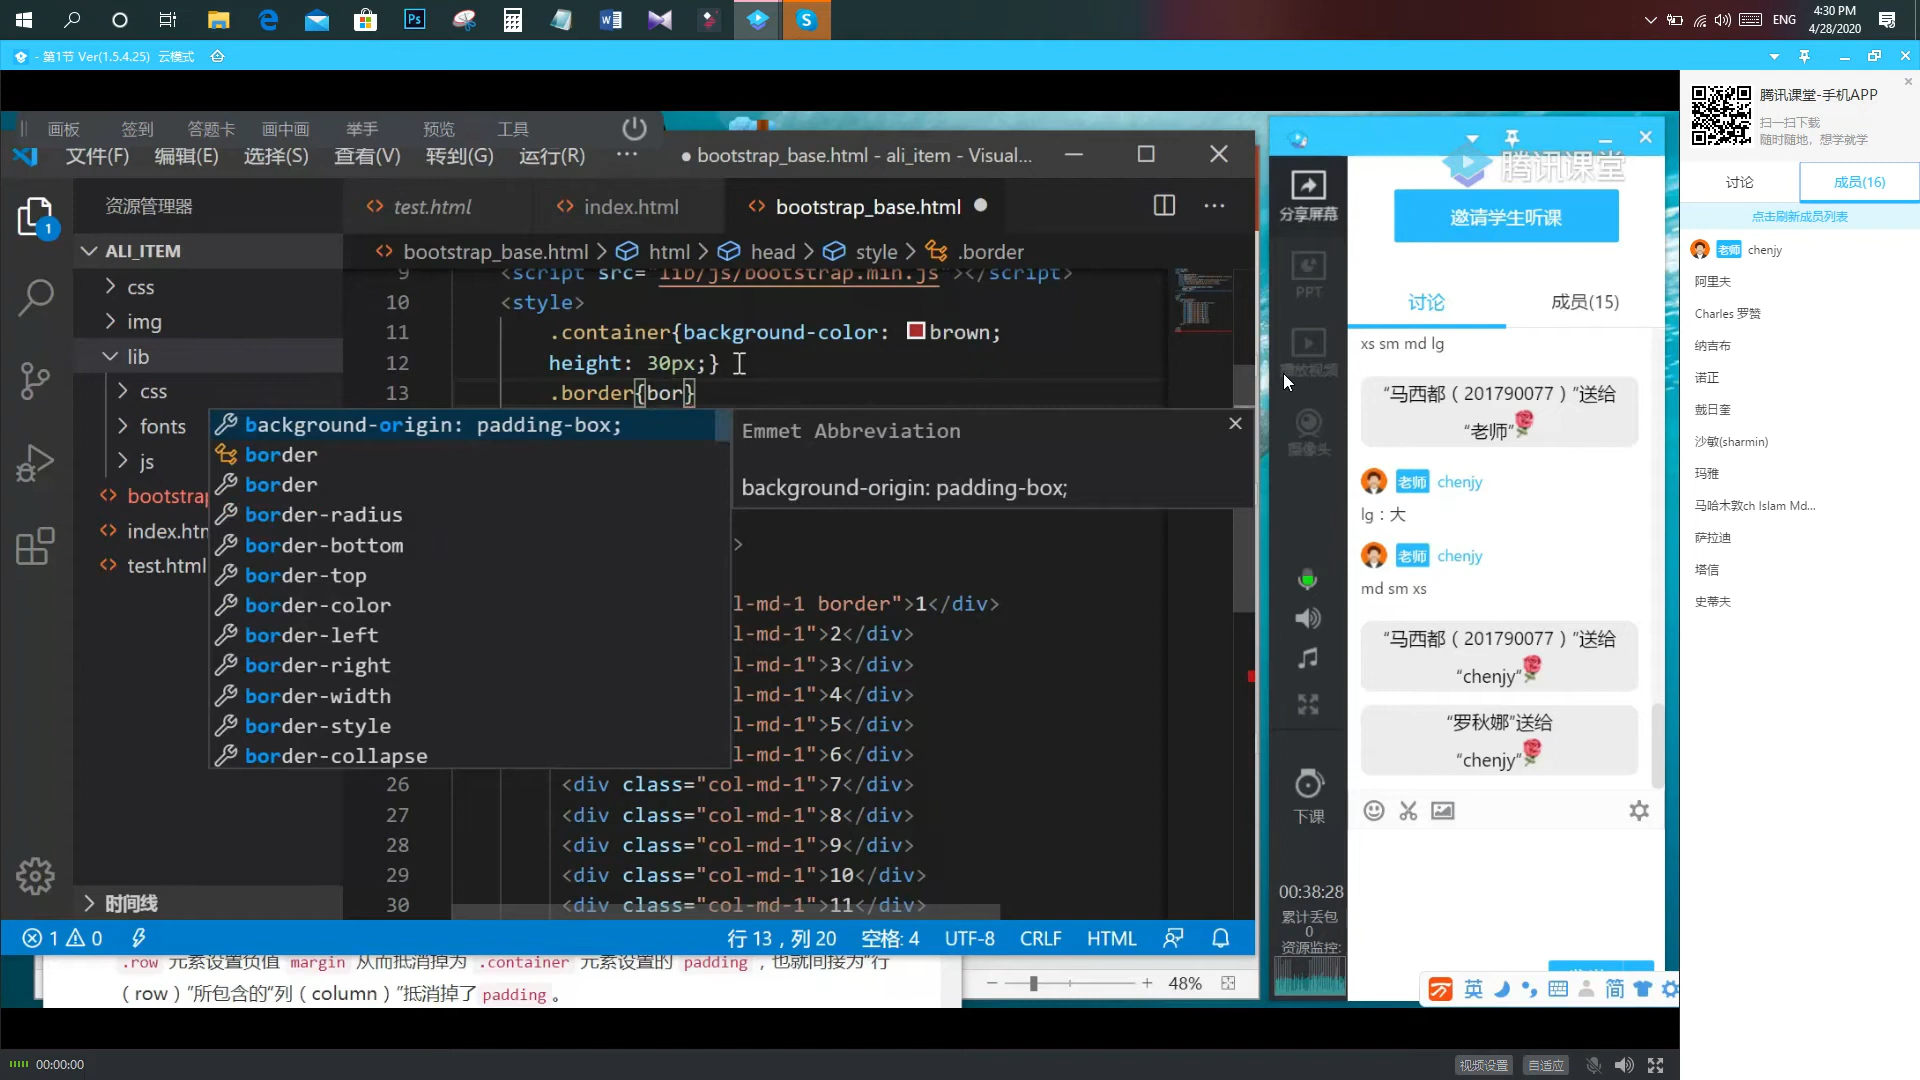 4:30 PM
ENG
4/28/2020
- 第1节 Ver(1.5.4.25) 云模式
画板 签到 答题卡 画中画 举手 预览 工具
文件(F) 编辑(E) 选择(S) 查看(V) 转到(G) 运行(R) ···
● bootstrap_base.html - ali_item - Visual...
资源管理器
test.html
index.html
bootstrap_base.html
bootstrap_base.html > html > head > style > .border
ALI_ITEM
css
img
lib
css
fonts
js
bootstrap
index.htm
test.html
时间线
9 <script src="lib/js/bootstrap.min.js"></script>
10 <style>
11 .container{background-color: brown;
12 height: 30px;}
13 .border{bor}
background-origin: padding-box;
border
border
border-radius
border-bottom
border-top
border-color
border-left
border-right
border-width
border-style
border-collapse
Emmet Abbreviation
background-origin: padding-box;
>
l-md-1 border">1</div>
l-md-1">2</div>
l-md-1">3</div>
l-md-1">4</div>
l-md-1">5</div>
l-md-1">6</div>
26 <div class="col-md-1">7</div>
27 <div class="col-md-1">8</div>
28 <div class="col-md-1">9</div>
29 <div class="col-md-1">10</div>
30 <div class="col-md-1">11</div>
1 0
行 13，列 20 空格: 4 UTF-8 CRLF HTML
.row 元素设置负值 margin 从而抵消掉为 .container 元素设置的 padding，也就间接为“行
（row）”所包含的“列（column）”抵消掉了padding。
48%
腾讯课堂
分享屏幕
PPT
播放视频
摄像头
下课
00:38:28
累计丢包
0
资源监控:
邀请学生听课
讨论 成员(15)
xs sm md lg
“马西都（201790077）”送给
“老师”
老师 chenjy
lg：大
老师 chenjy
md sm xs
“马西都（201790077）”送给
“chenjy”
“罗秋娜”送给
“chenjy”
英 简
腾讯课堂-手机APP
扫一扫下载
随时随地，想学就学
讨论 成员(16)
点击刷新成员列表
老师 chenjy
阿里夫
Charles 罗赞
纳吉布
诺正
戴日奎
沙敏(sharmin)
玛雅
马哈木敦ch Islam Md...
萨拉迪
塔信
史蒂夫
00:00:00
视频设置 自适应